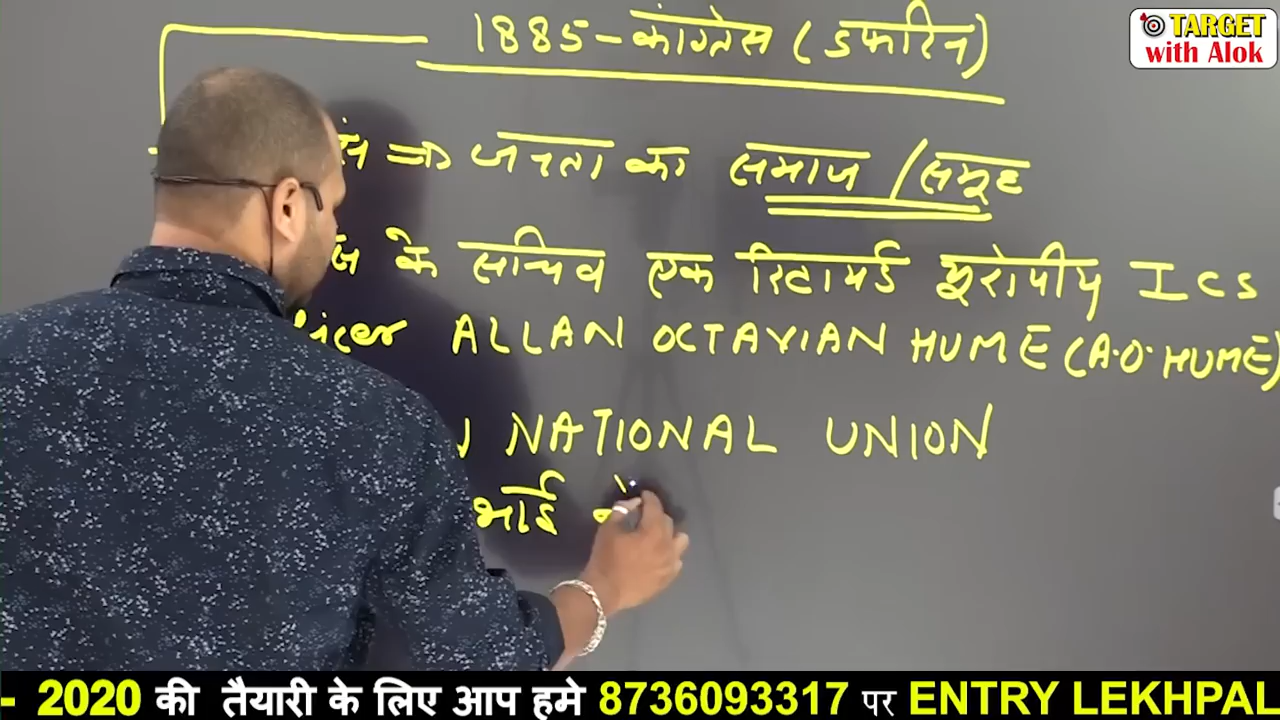 TARGET
with Alok
1885-कांग्रेस (डफरिन)
⇒ जनता का समाज / समूह
के सचिव एक रिटायर्ड यूरोपीय ICS
ALLAN OCTAVIAN HUME (A.O. HUME)
NATIONAL UNION
भाई
- 2020 की तैयारी के लिए आप हमे 8736093317 पर ENTRY LEKHPAL